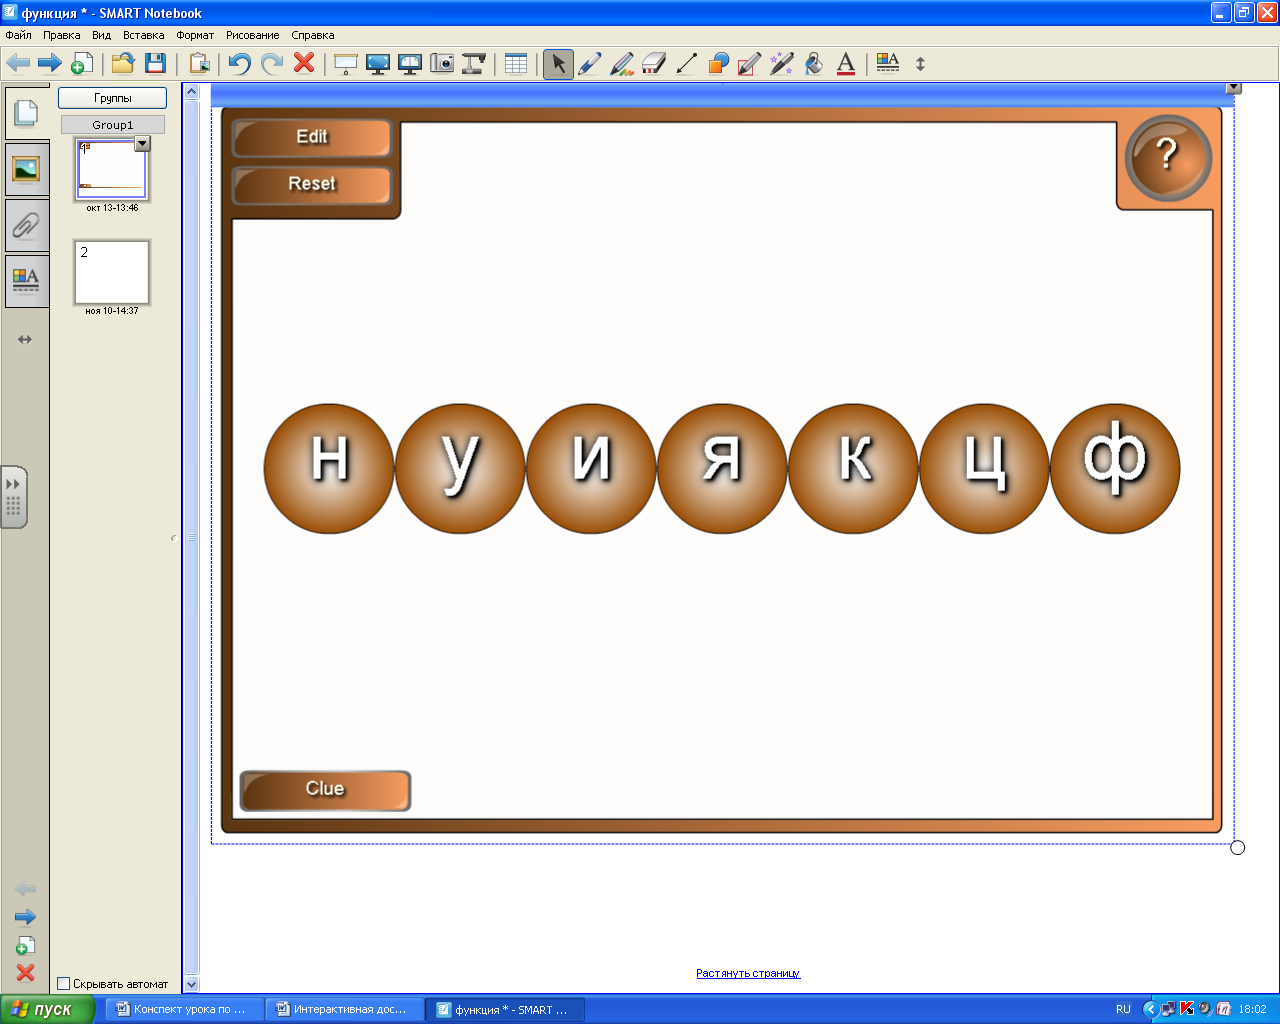 функция * - SMART Notebook
Файл Правка Вид Вставка Формат Рисование Справка
Группы
Group1
1
окт 13-13:46
2
ноя 10-14:37
Edit
Reset
?
н у и я к ц ф
Clue
Растянуть страницу
Скрывать автомат
пуск
Конспект урока по ...
Интерактивная дос...
функция * - SMART ...
RU
18:02